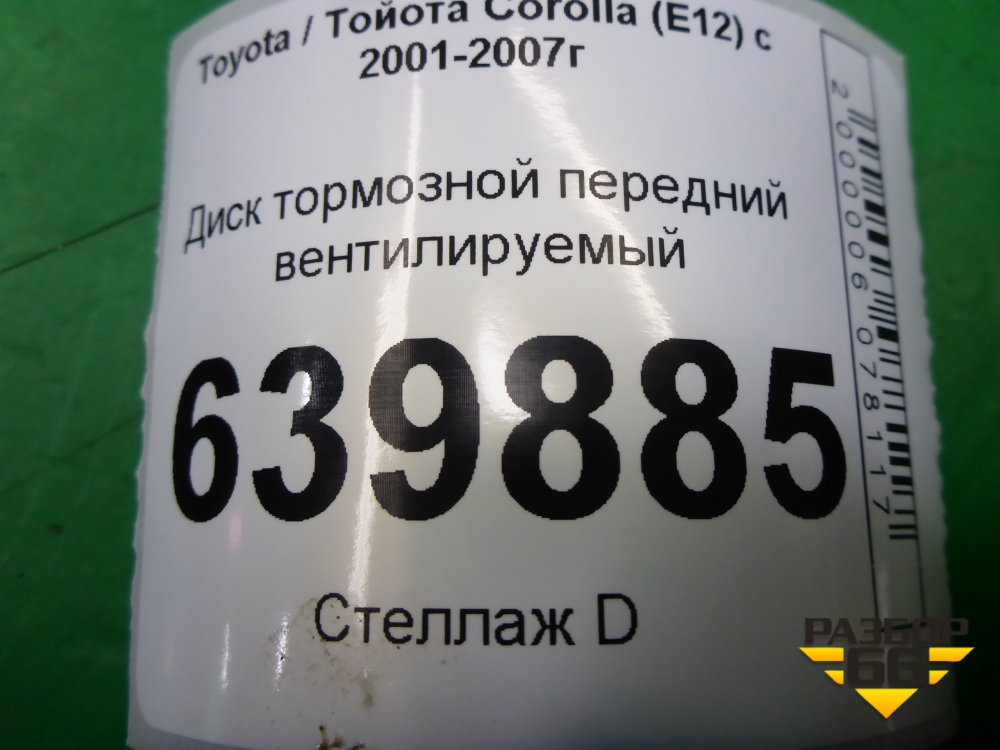 Toyota / Тойота Corolla (E12) с
2001-2007г
Диск тормозной передний
вентилируемый
639885
Стеллаж D
2000006078117
РАЗБОР
66